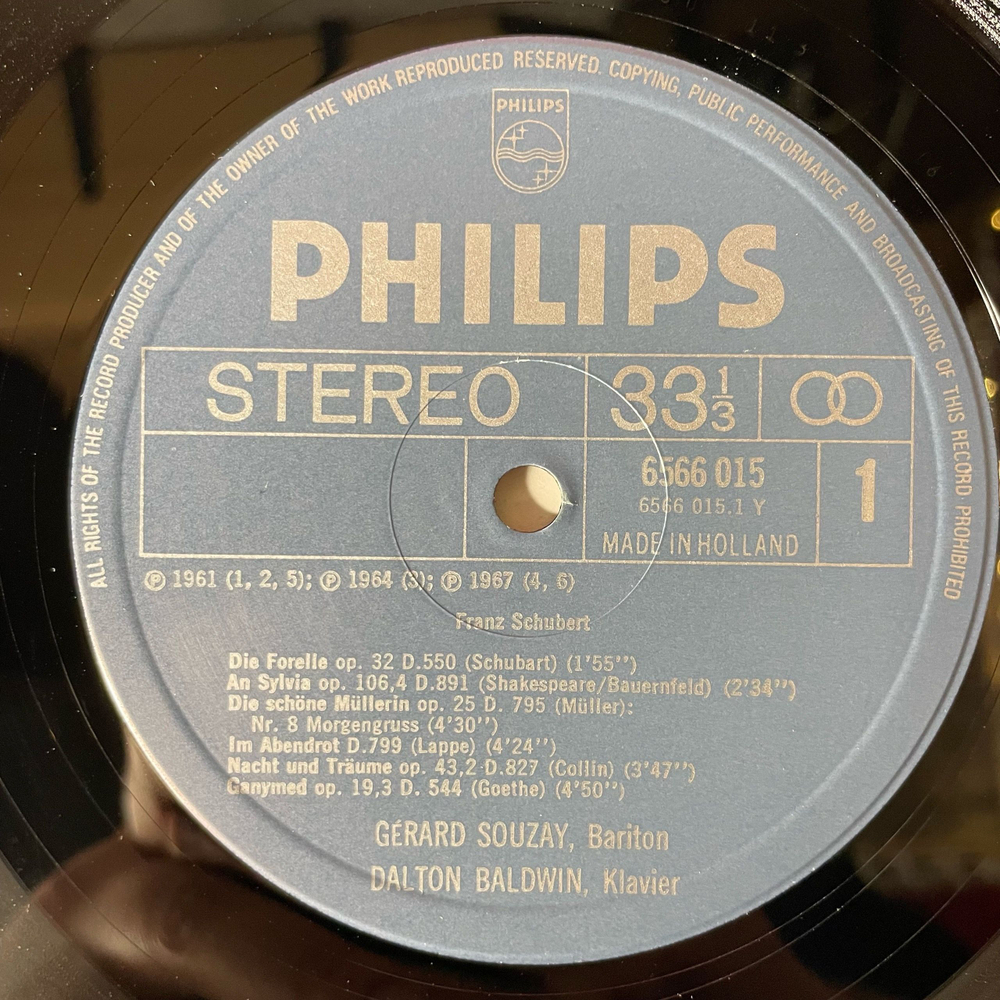 ALL RIGHTS OF THE RECORD PRODUCER AND OF THE OWNER OF THE WORK REPRODUCED RESERVED. COPYING, PUBLIC PERFORMANCE AND BROADCASTING OF THIS RECORD PROHIBITED
PHILIPS
PHILIPS
STEREO 33 1/3
6566 015 1
6566 015.1 Y
MADE IN HOLLAND
Ⓟ 1961 (1, 2, 5); Ⓟ 1964 (3); Ⓟ 1967 (4, 6)
Franz Schubert
Die Forelle op. 32 D.550 (Schubart) (1'55'')
An Sylvia op. 106,4 D.891 (Shakespeare/Bauernfeld) (2'34'')
Die schöne Müllerin op. 25 D. 795 (Müller):
Nr. 8 Morgengruss (4'30'')
Im Abendrot D.799 (Lappe) (4'24'')
Nacht und Träume op. 43,2 D.827 (Collin) (3'47'')
Ganymed op. 19,3 D. 544 (Goethe) (4'50'')
GÉRARD SOUZAY, Bariton
DALTON BALDWIN, Klavier